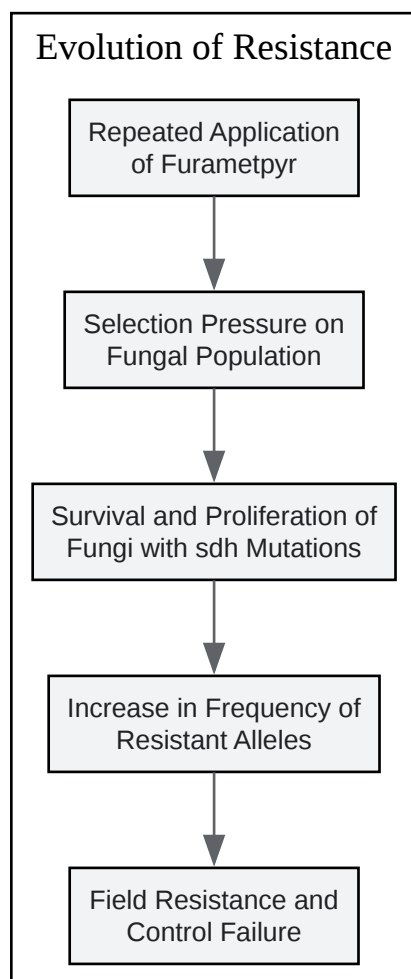 Evolution of Resistance
Repeated Application
of Furametpyr
Selection Pressure on
Fungal Population
Survival and Proliferation of
Fungi with sdh Mutations
Increase in Frequency of
Resistant Alleles
Field Resistance and
Control Failure